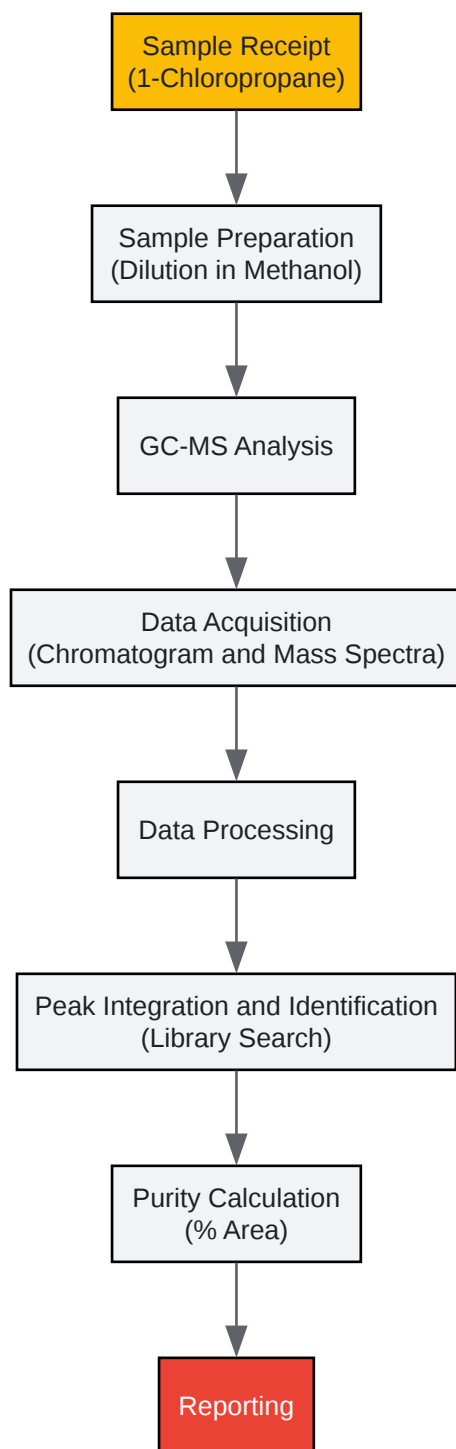 Sample Receipt
(1-Chloropropane)
Sample Preparation
(Dilution in Methanol)
GC-MS Analysis
Data Acquisition
(Chromatogram and Mass Spectra)
Data Processing
Peak Integration and Identification
(Library Search)
Purity Calculation
(% Area)
Reporting